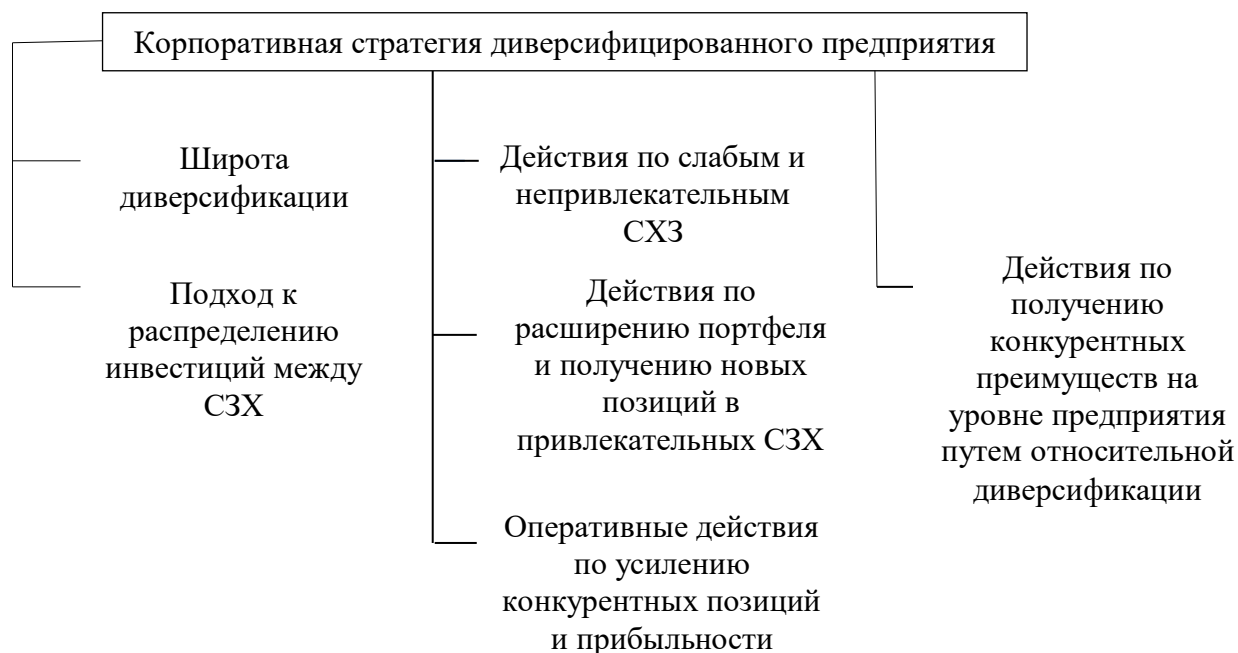 Корпоративная стратегия диверсифицированного предприятия
Широта
диверсификации
Подход к
распределению
инвестиций между
СЗХ
Действия по слабым и
непривлекательным
СХЗ
Действия по
расширению портфеля
и получению новых
позиций в
привлекательных СЗХ
Оперативные действия
по усилению
конкурентных позиций
и прибыльности
Действия по
получению
конкурентных
преимуществ на
уровне предприятия
путем относительной
диверсификации